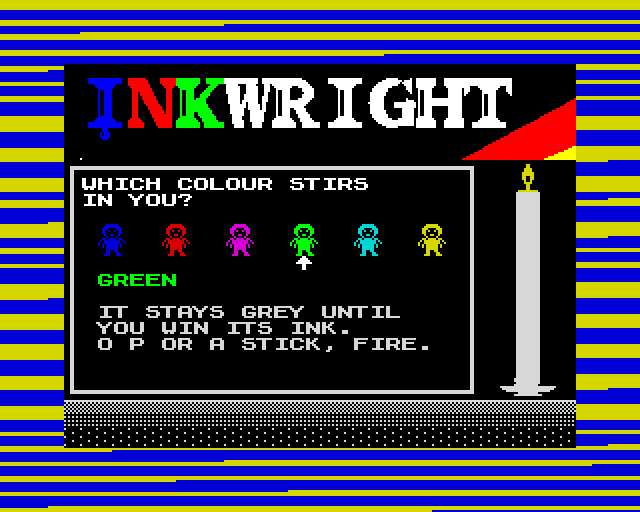 INKWRIGHT
WHICH COLOUR STIRS
IN YOU?
GREEN
IT STAYS GREY UNTIL
YOU WIN ITS INK.
O P OR A STICK, FIRE.